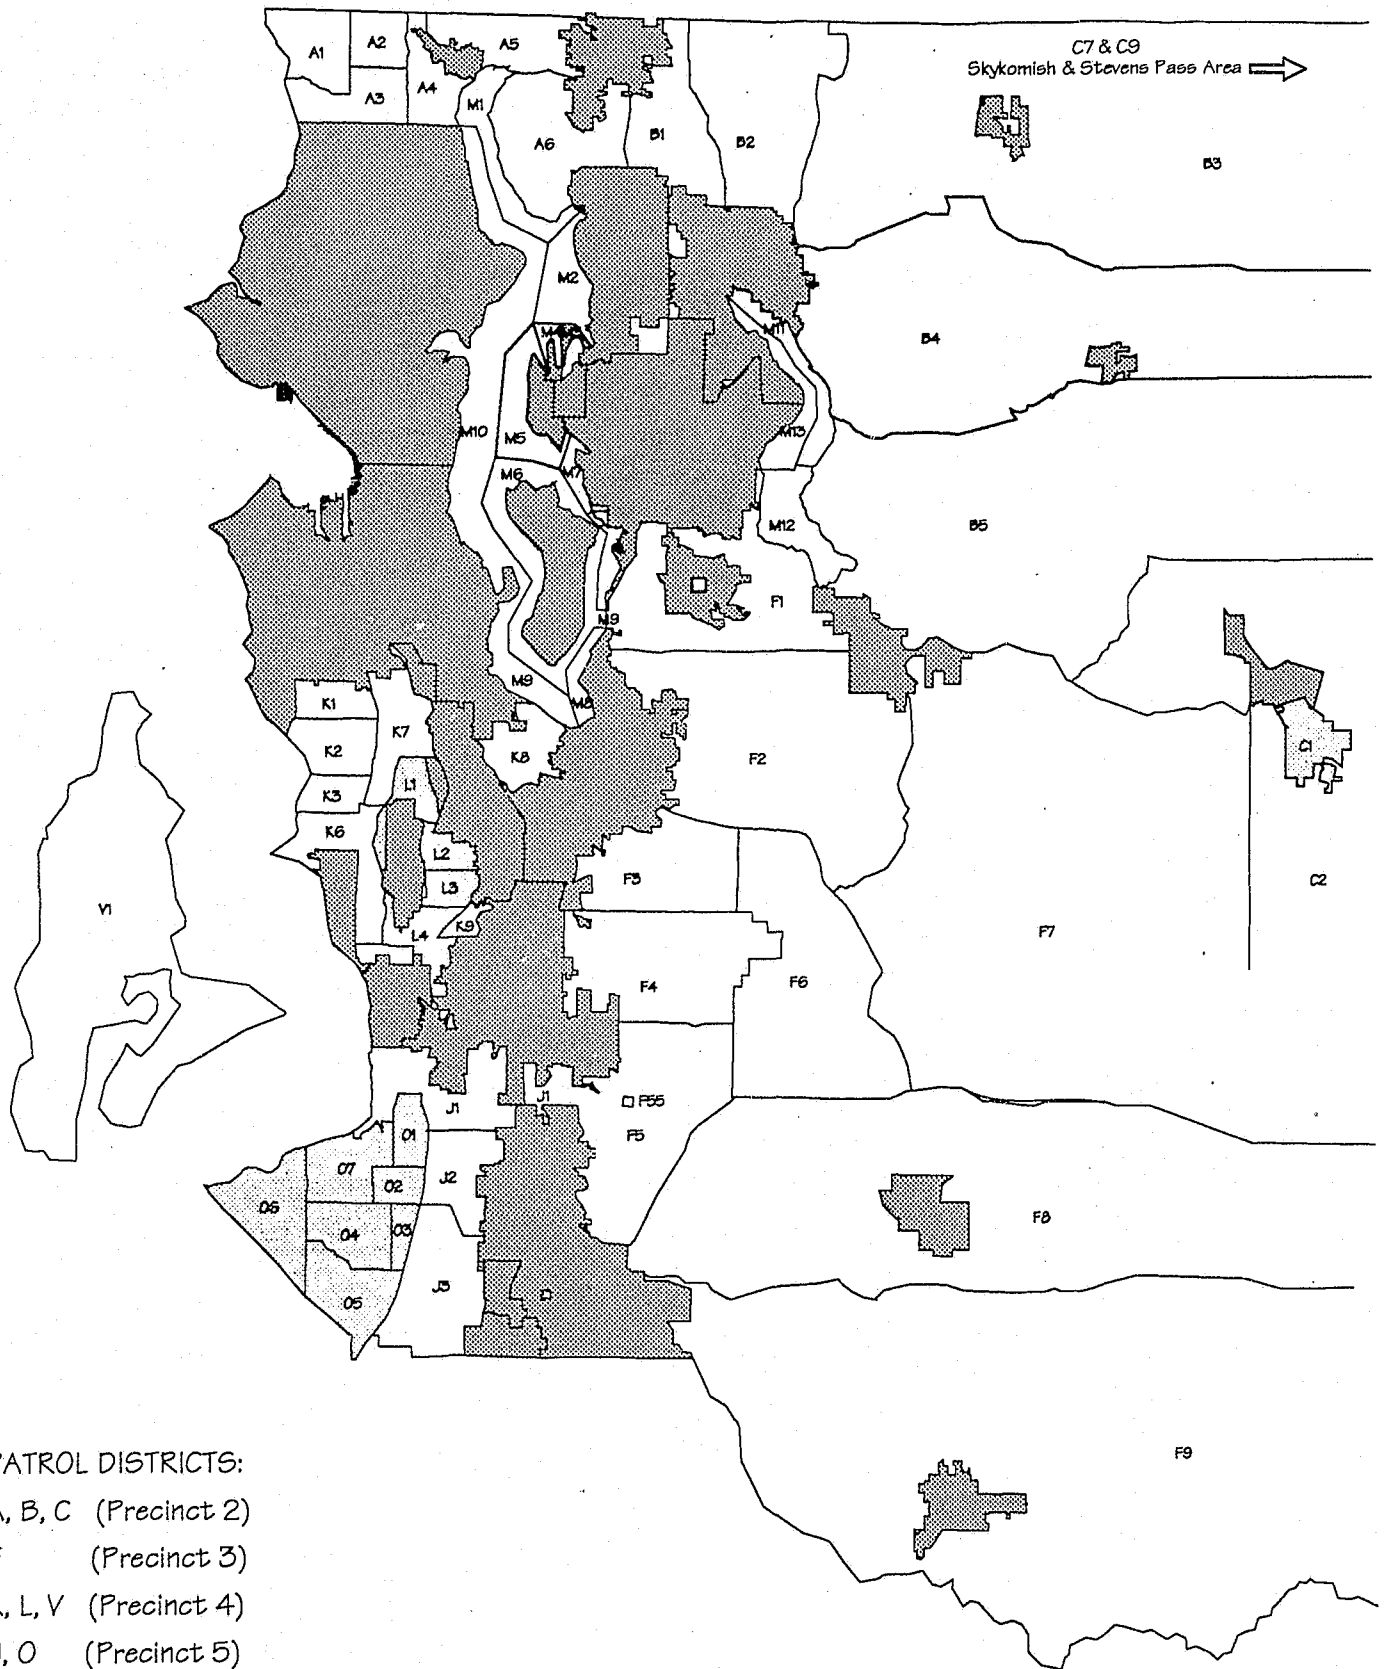 C7 & C9
Skykomish & Stevens Pass Area
A1
A2
A5
A3
A4
M1
A6
B1
B2
B3
M2
M11
B4
M10
M5
M13
M6
M7
M12
B5
F1
M9
M9
M8
K1
K7
K2
K8
F2
C1
K3
L1
K6
L2
F3
L3
C2
V1
K9
L4
F7
F4
F6
J1
J1
F55
F5
O1
O7
J2
O2
O6
O4
O3
F8
J3
O5
F9
PATROL DISTRICTS:
A, B, C (Precinct 2)
F (Precinct 3)
K, L, V (Precinct 4)
J, O (Precinct 5)